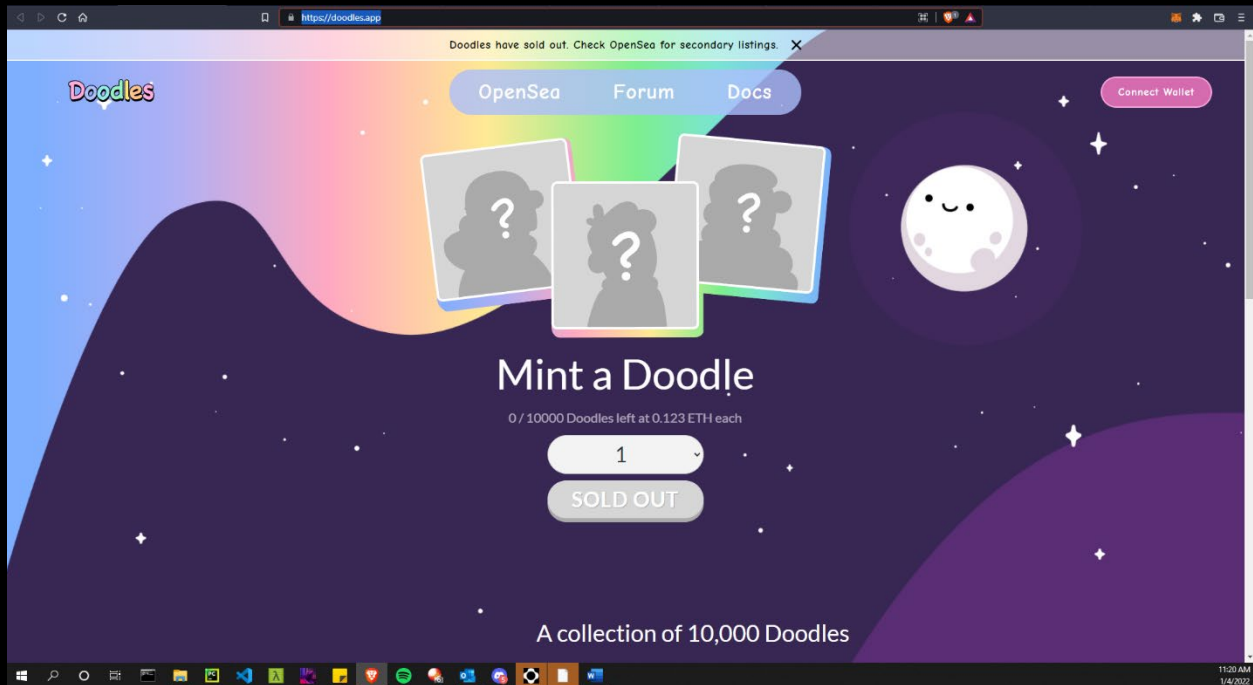 https://doodles.app
Doodles have sold out. Check OpenSea for secondary listings. X
Doodles
OpenSea Forum Docs
Connect Wallet
? ? ?
Mint a Doodle
0 / 10000 Doodles left at 0.123 ETH each
1
SOLD OUT
A collection of 10,000 Doodles
11:20 AM
1/4/2022